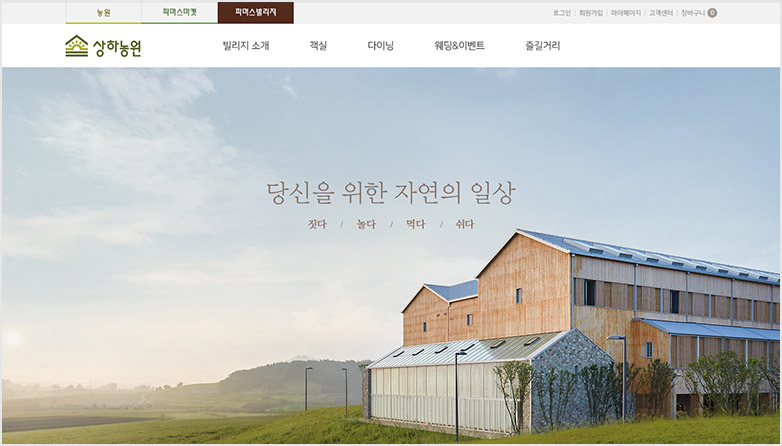 농원 파머스마켓 파머스빌리지 로그인 회원가입 마이페이지 고객센터 장바구니 0
상하농원 빌리지 소개 객실 다이닝 웨딩&이벤트 즐길거리
당신을 위한 자연의 일상
짓다 / 놀다 / 먹다 / 쉬다